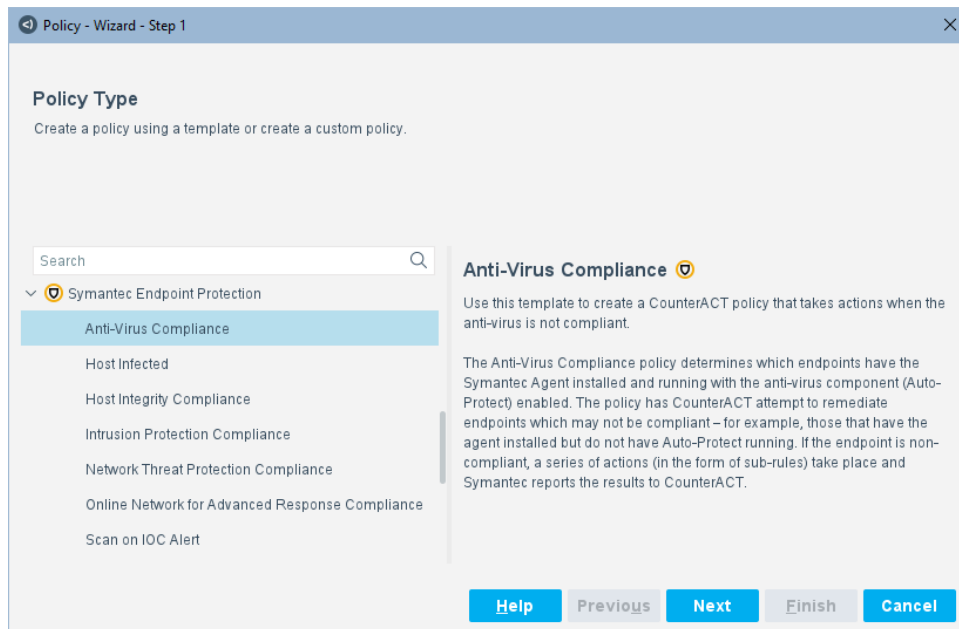 Policy - Wizard - Step 1
Policy Type
Create a policy using a template or create a custom policy.
Search
Symantec Endpoint Protection
Anti-Virus Compliance
Host Infected
Host Integrity Compliance
Intrusion Protection Compliance
Network Threat Protection Compliance
Online Network for Advanced Response Compliance
Scan on IOC Alert
Anti-Virus Compliance
Use this template to create a CounterACT policy that takes actions when the
anti-virus is not compliant.
The Anti-Virus Compliance policy determines which endpoints have the
Symantec Agent installed and running with the anti-virus component (Auto-
Protect) enabled. The policy has CounterACT attempt to remediate
endpoints which may not be compliant – for example, those that have the
agent installed but do not have Auto-Protect running. If the endpoint is non-
compliant, a series of actions (in the form of sub-rules) take place and
Symantec reports the results to CounterACT.
Help Previous Next Finish Cancel